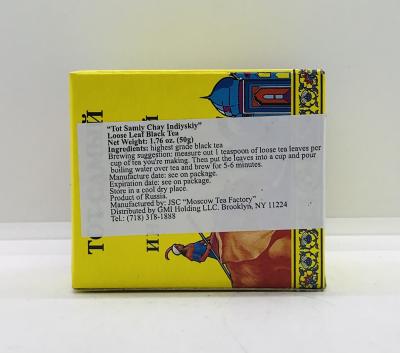 "Tot Samiy Chay Indiyskiy"
Loose Leaf Black Tea
Net Weight: 1.76 oz. (50g)
Ingredients: highest grade black tea
Brewing suggestion: measure out 1 teaspoon of loose tea leaves per
cup of tea you're making. Then put the leaves into a cup and pour
boiling water over tea and brew for 5-6 minutes.
Manufacture date: see on package.
Expiration date: see on package.
Store in a cool dry place.
Product of Russia.
Manufactured by: JSC "Moscow Tea Factory"
Distributed by GMI Holding LLC. Brooklyn, NY 11224
Tel.: (718) 318-1888